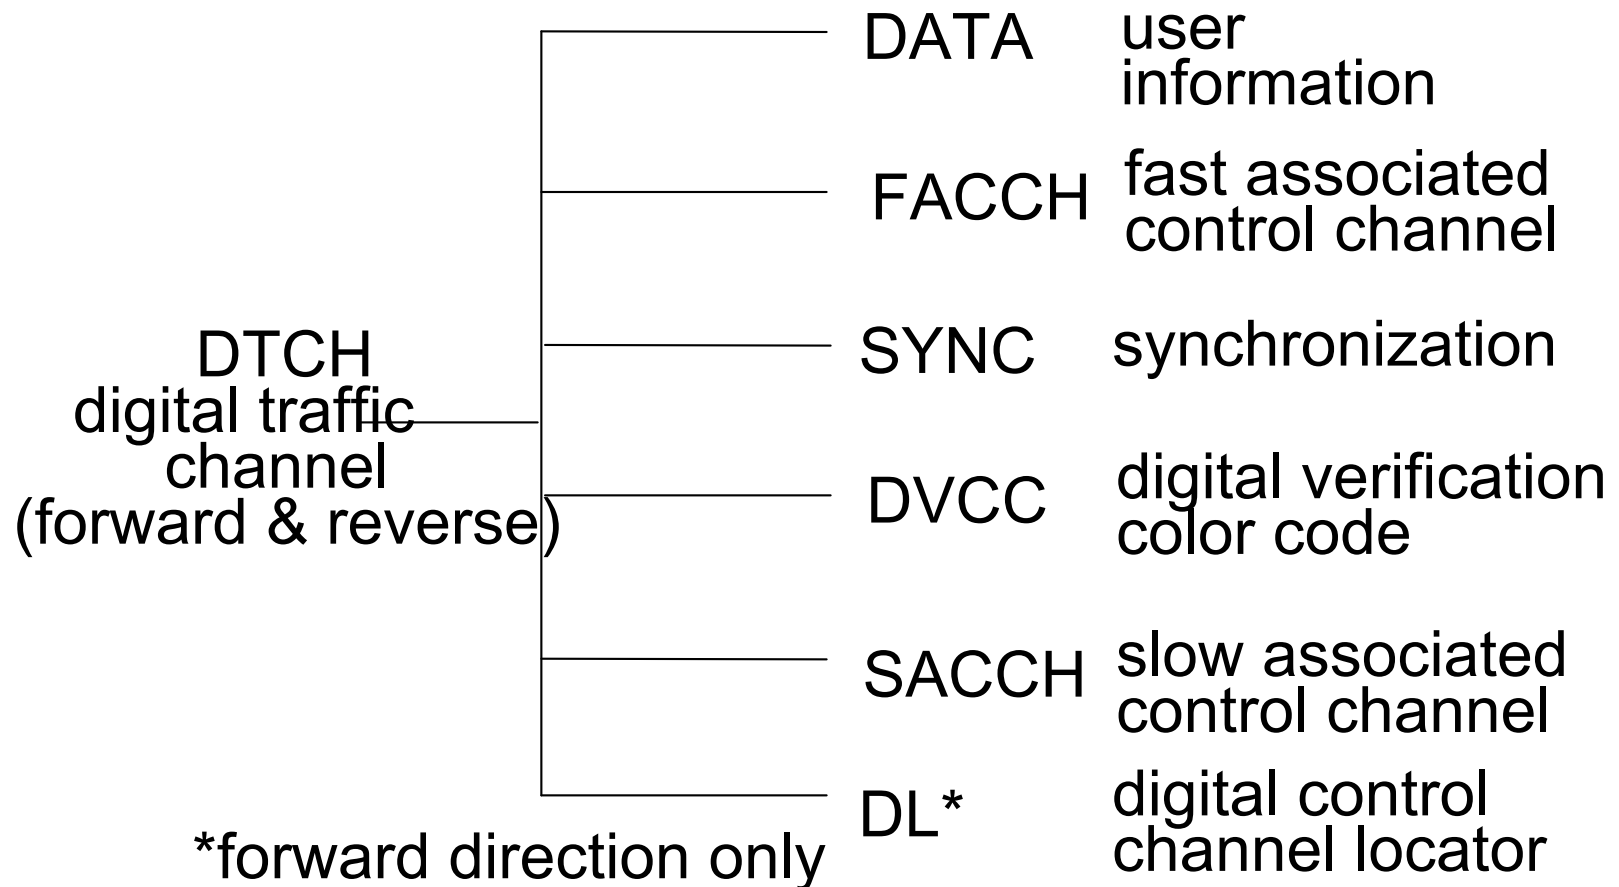 DATA
user
information
FACCH
fast associated
control channel
SYNC
synchronization
DTCH
digital traffic
channel
(forward & reverse)
DVCC
digital verification
color code
SACCH
slow associated
control channel
DL*
digital control
channel locator
*forward direction only